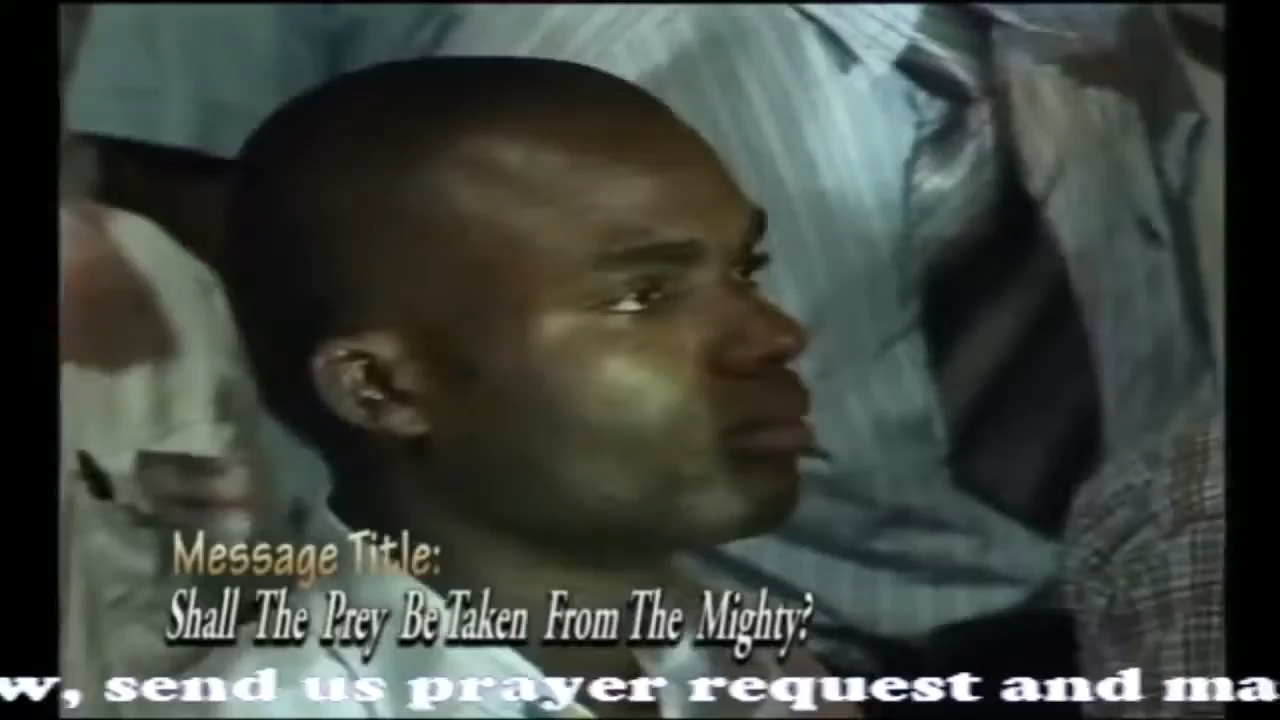 Message Title:
Shall The Prey Be Taken From The Mighty?
w, send us prayer request and ma